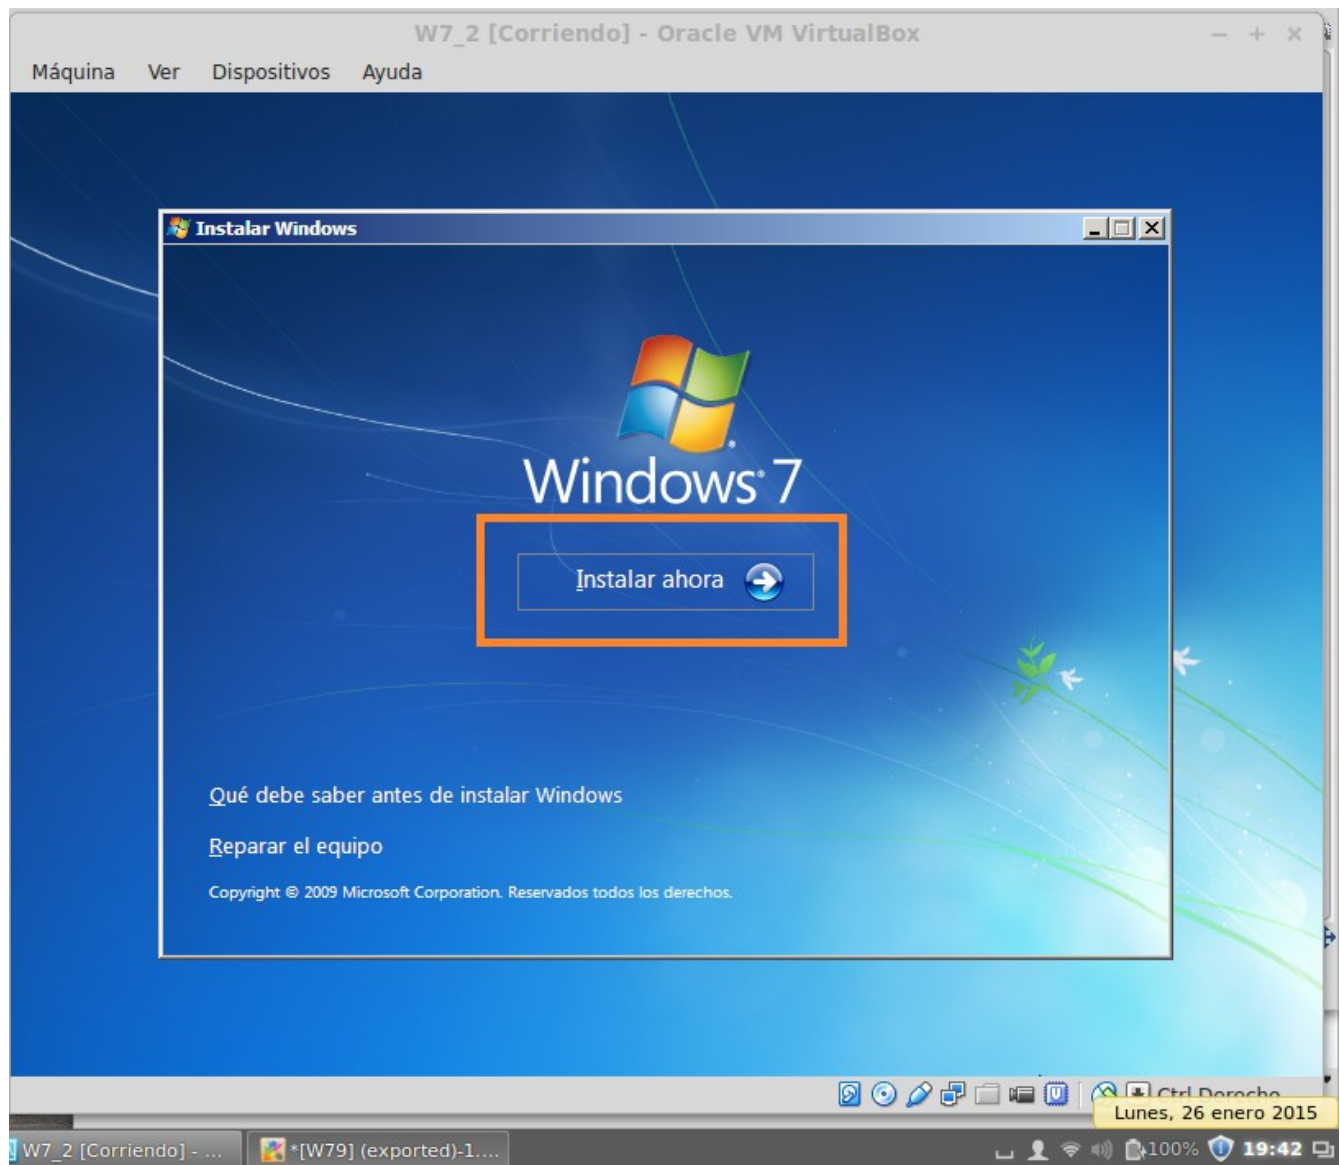 W7_2 [Corriendo] - Oracle VM VirtualBox
Máquina Ver Dispositivos Ayuda
Instalar Windows
Windows® 7
Instalar ahora
Qué debe saber antes de instalar Windows
Reparar el equipo
Copyright © 2009 Microsoft Corporation. Reservados todos los derechos.
Ctrl Derecho
Lunes, 26 enero 2015
W7_2 [Corriendo] - ...
*[W79] (exported)-1....
100%
19:42